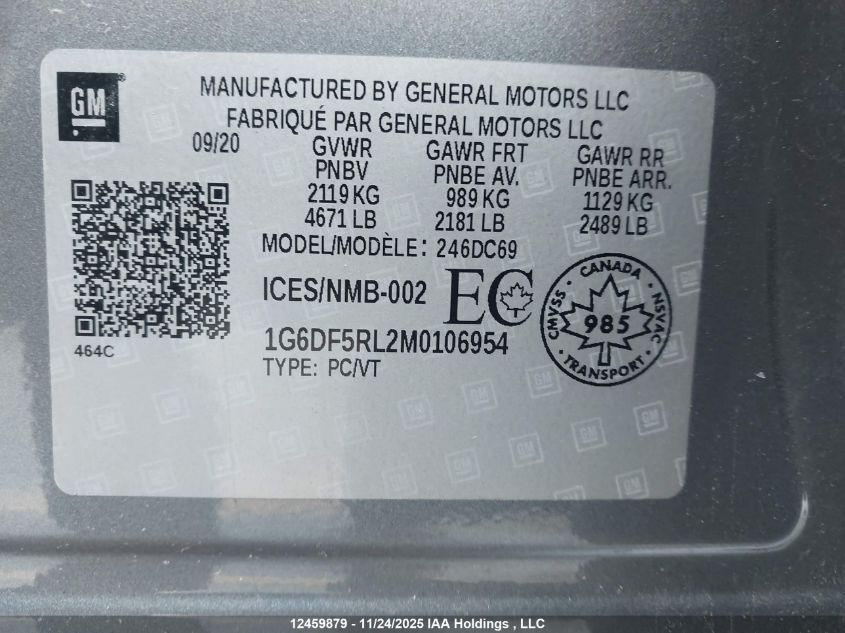 GM
MANUFACTURED BY GENERAL MOTORS LLC
FABRIQUÉ PAR GENERAL MOTORS LLC
09/20
GVWR
PNBV
2119 KG
4671 LB
GAWR FRT
PNBE AV.
989 KG
2181 LB
GAWR RR
PNBE ARR.
1129 KG
2489 LB
MODEL/MODÈLE: 246DC69
ICES/NMB-002
EC
CANADA
CMVSS
NSVAC
985
TRANSPORT
1G6DF5RL2M0106954
TYPE: PC/VT
464C
12459879 - 11/24/2025 IAA Holdings , LLC